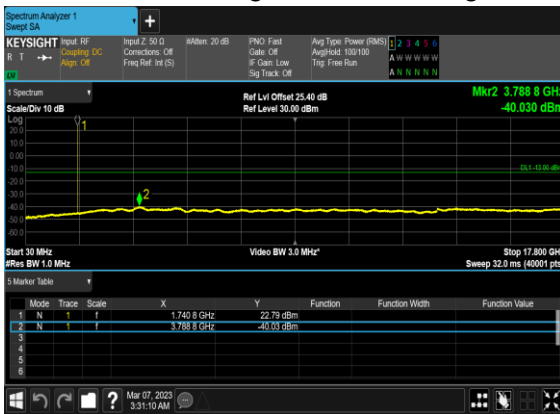 Spectrum Analyzer 1
Swept SA
+
KEYSIGHT Input: RF Input Z: 50 Ω #Atten: 20 dB PNO: Fast Avg Type: Power (RMS) 1 2 3 4 5 6
R T Coupling: DC Corrections: Off Gate: Off Avg|Hold: 100/100 A W W W W W
Align: Off Freq Ref: Int (S) IF Gain: Low Trig: Free Run
LV Sig Track: Off A N N N N N
1 Spectrum Ref Lvl Offset 25.40 dB Mkr2 3.788 8 GHz
Scale/Div 10 dB Ref Level 30.00 dBm -40.030 dBm
Log
20.0
10.0
0.00
-10.0
-20.0
-30.0
-40.0
-50.0
-60.0
1
2
DL1 -13.00 dBm
Start 30 MHz Video BW 3.0 MHz* Stop 17.800 GHz
#Res BW 1.0 MHz Sweep 32.0 ms (40001 pts)
5 Marker Table
Mode Trace Scale X Y Function Function Width Function Value
1 N 1 f 1.740 8 GHz 22.79 dBm
2 N 1 f 3.788 8 GHz -40.03 dBm
3
4
5
6
? Mar 07, 2023
3:31:10 AM